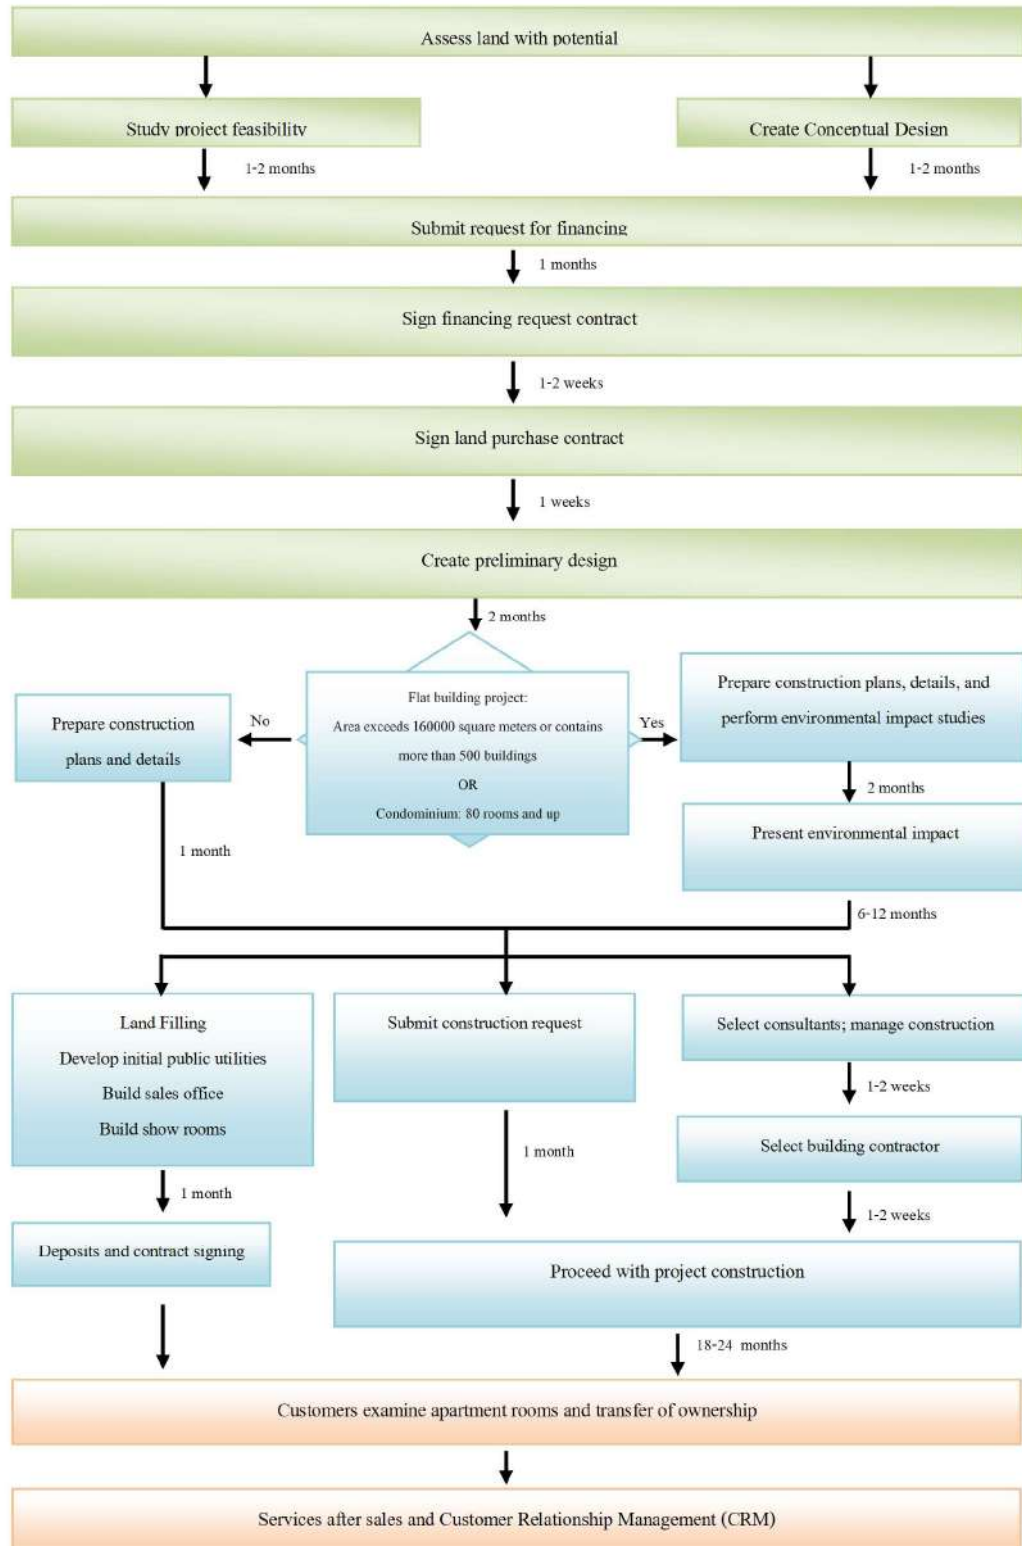 Assess land with potential
Study project feasibility
Create Conceptual Design
1-2 months
1-2 months
Submit request for financing
1 months
Sign financing request contract
1-2 weeks
Sign land purchase contract
1 weeks
Create preliminary design
2 months
Flat building project:
Area exceeds 160000 square meters or contains
more than 500 buildings
OR
Condominium: 80 rooms and up
No
Yes
Prepare construction
plans and details
Prepare construction plans, details, and
perform environmental impact studies
2 months
1 month
Present environmental impact
6-12 months
Land Filling
Develop initial public utilities
Build sales office
Build show rooms
Submit construction request
Select consultants; manage construction
1-2 weeks
Select building contractor
1 month
1 month
1-2 weeks
Deposits and contract signing
Proceed with project construction
18-24 months
Customers examine apartment rooms and transfer of ownership
Services after sales and Customer Relationship Management (CRM)